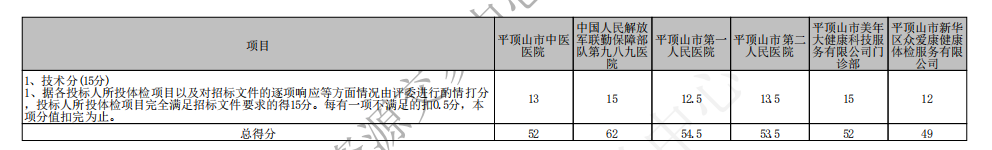 项目
平顶山市中医
医院
中国人民解放
军联勤保障部
队第九八九医
院
平顶山市第一
人民医院
平顶山市第二
人民医院
平顶山市美年
大健康科技服
务有限公司门
诊部
平顶山市新华
区众爱康健康
体检服务有限
公司
1、技术分(15分)
1、据各投标人所投体检项目以及对招标文件的逐项响应等方面情况由评委进行酌情打分
，投标人所投体检项目完全满足招标文件要求的得15分。每有一项不满足的扣0.5分，本
项分值扣完为止。
13
15
12.5
13.5
15
12
总得分
52
62
54.5
53.5
52
49